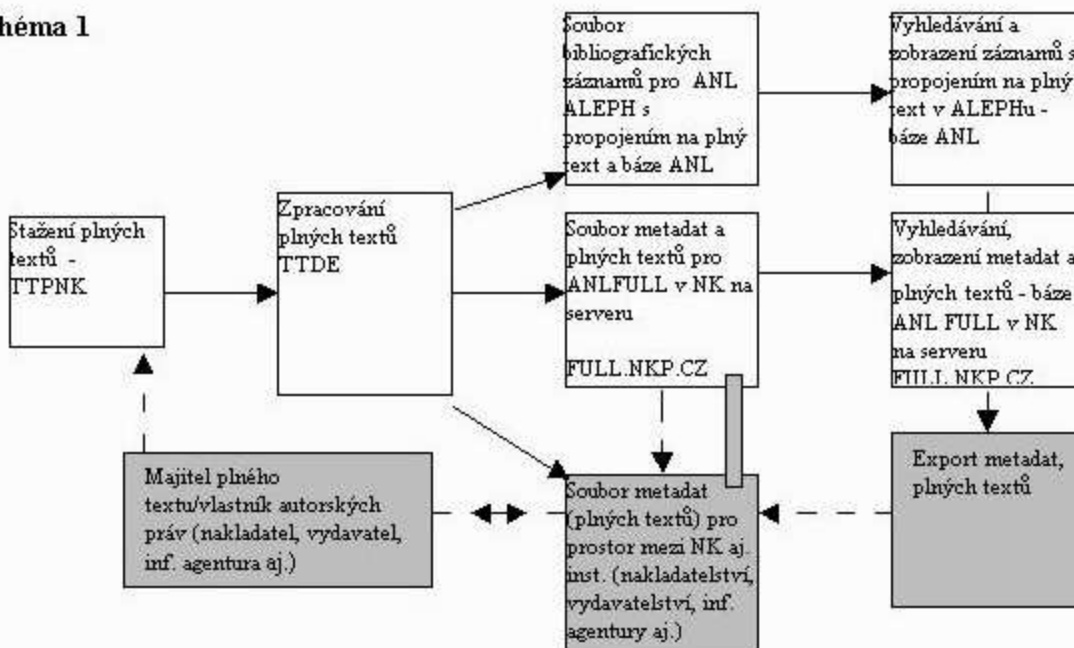 héma 1
Soubor
bibliografických
záznamů pro ANL
ALEPH s
propojením na plný
text a báze ANL
Vyhledávání a
zobrazení záznamů s
propojením na plný
text v ALEPHu -
báze ANL
Stažení plných
textů -
TTPNK
Zpracování
plných textů
TTDE
Soubor metadat a
plných textů pro
ANLFULL v NK na
serveru
FULL.NKP.CZ
Vyhledávání,
zobrazení metadat a
plných textů - báze
ANL FULL v NK
na serveru
FULL.NKP.CZ
Majitel plného
textu/vlastník autorských
práv (nakladatel, vydavatel,
inf. agentura aj.)
Soubor metadat
(plných textů) pro
prostor mezi NK aj.
inst. (nakladatelství,
vydavatelství, inf.
agentury aj.)
Export metadat,
plných textů